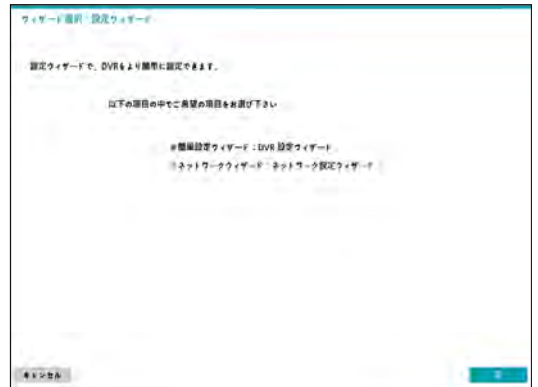 ウィザード選択 : 設定ウィザード
設定ウィザードで、DVRをより簡単に設定できます。
以下の項目の中でご希望の項目をお選び下さい
簡単設定ウィザード : DVR 設定ウィザード
ネットワークウィザード : ネットワーク設定ウィザード
キャンセル
次